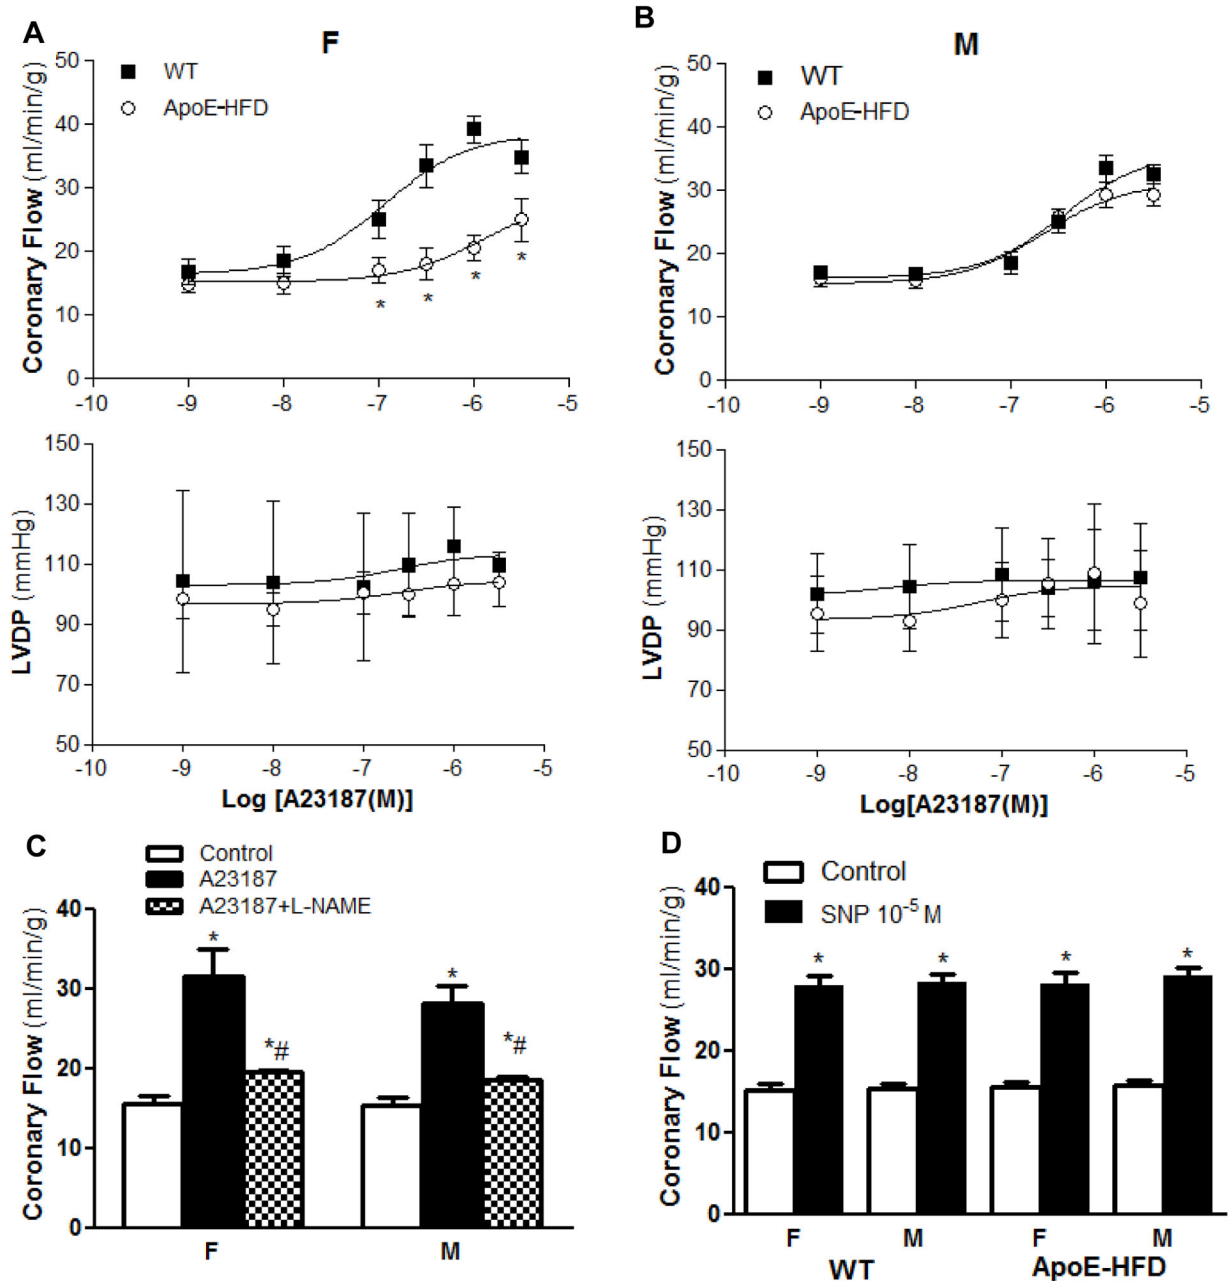 A
F
WT
ApoE-HFD
Coronary Flow (ml/min/g)
50
40
30
20
10
0
-10 -9 -8 -7 -6 -5
* * * *
LVDP (mmHg)
150
130
110
90
70
50
-10 -9 -8 -7 -6 -5
Log [A23187(M)]
B
M
WT
ApoE-HFD
Coronary Flow (ml/min/g)
50
40
30
20
10
0
-10 -9 -8 -7 -6 -5
LVDP (mmHg)
150
130
110
90
70
50
-10 -9 -8 -7 -6 -5
Log[A23187(M)]
C
Control
A23187
A23187+L-NAME
Coronary Flow (ml/min/g)
40
30
20
10
0
* *# * *#
F M
D
Control
SNP 10⁻⁵ M
Coronary Flow (ml/min/g)
40
30
20
10
0
* * * *
F M F M
WT ApoE-HFD